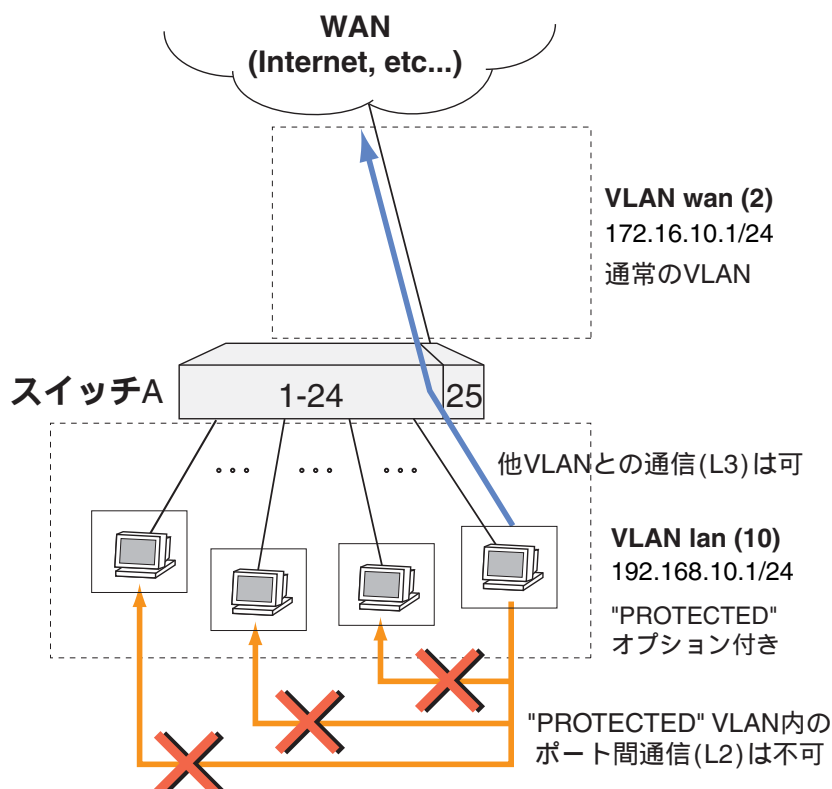 WAN
(Internet, etc...)
VLAN wan (2)
172.16.10.1/24
通常のVLAN
スイッチA
1-24
25
他VLANとの通信(L3)は可
VLAN lan (10)
192.168.10.1/24
"PROTECTED"
オプション付き
"PROTECTED" VLAN内の
ポート間通信(L2)は不可